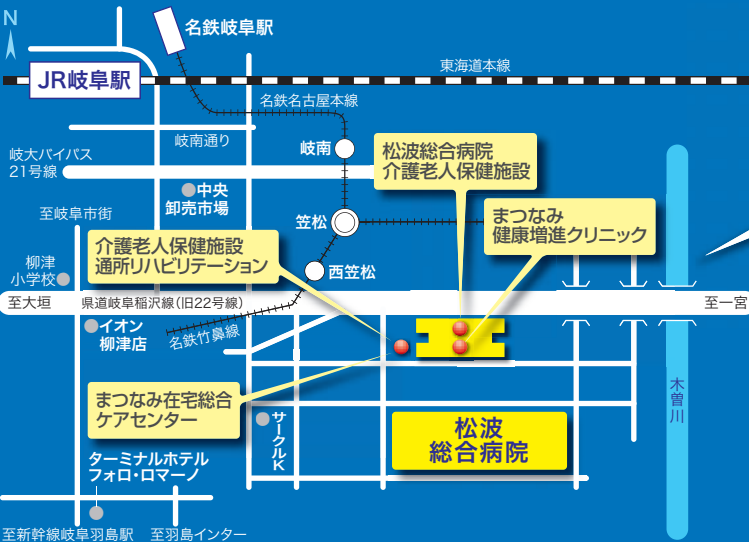 N
名鉄岐阜駅
JR岐阜駅
東海道本線
名鉄名古屋本線
岐南通り
岐南
岐大バイパス
21号線
松波総合病院
介護老人保健施設
中央
卸売市場
至岐阜市街
笠松
まつなみ
健康増進クリニック
介護老人保健施設
通所リハビリテーション
柳津
小学校
西笠松
至大垣
県道岐阜稲沢線(旧22号線)
至一宮
イオン
柳津店
名鉄竹鼻線
まつなみ在宅総合
ケアセンター
サークルK
松波
総合病院
木曽川
ターミナルホテル
フォロ・ロマーノ
至新幹線岐阜羽島駅
至羽島インター